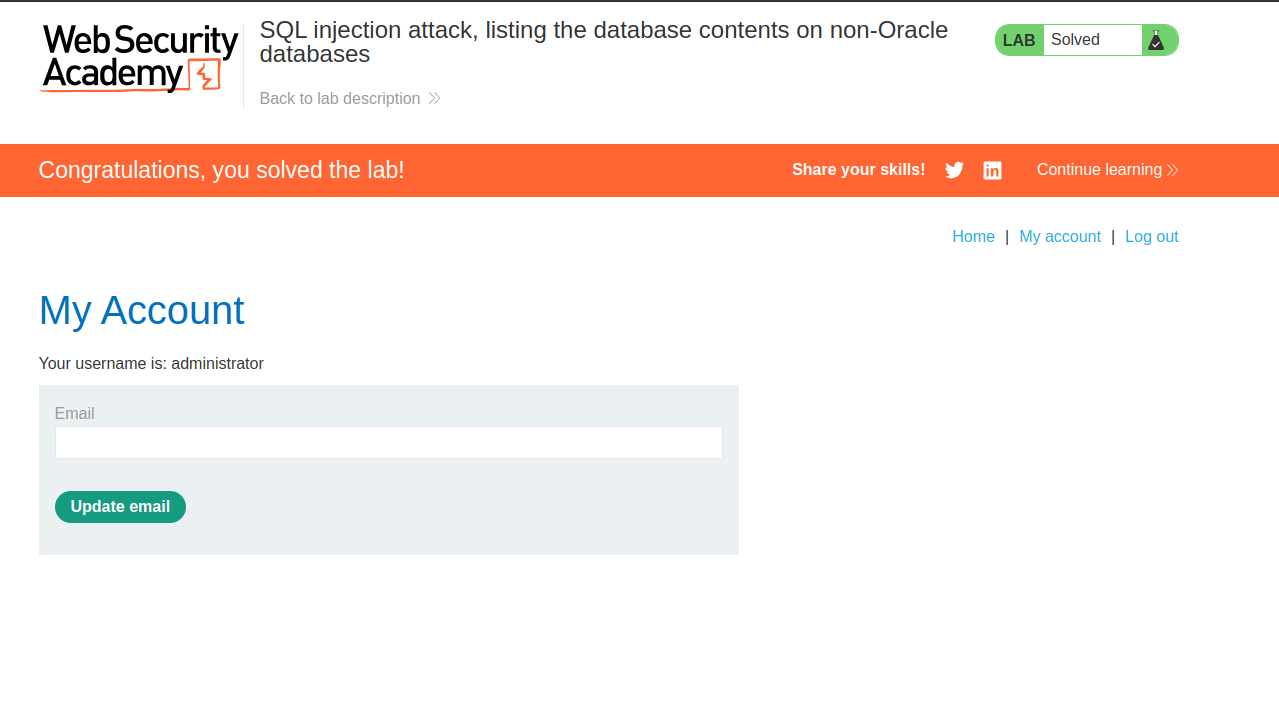 Web Security
Academy
SQL injection attack, listing the database contents on non-Oracle
databases
Back to lab description
LAB Solved
Congratulations, you solved the lab!
Share your skills!
Continue learning
Home | My account | Log out
My Account
Your username is: administrator
Email
Update email